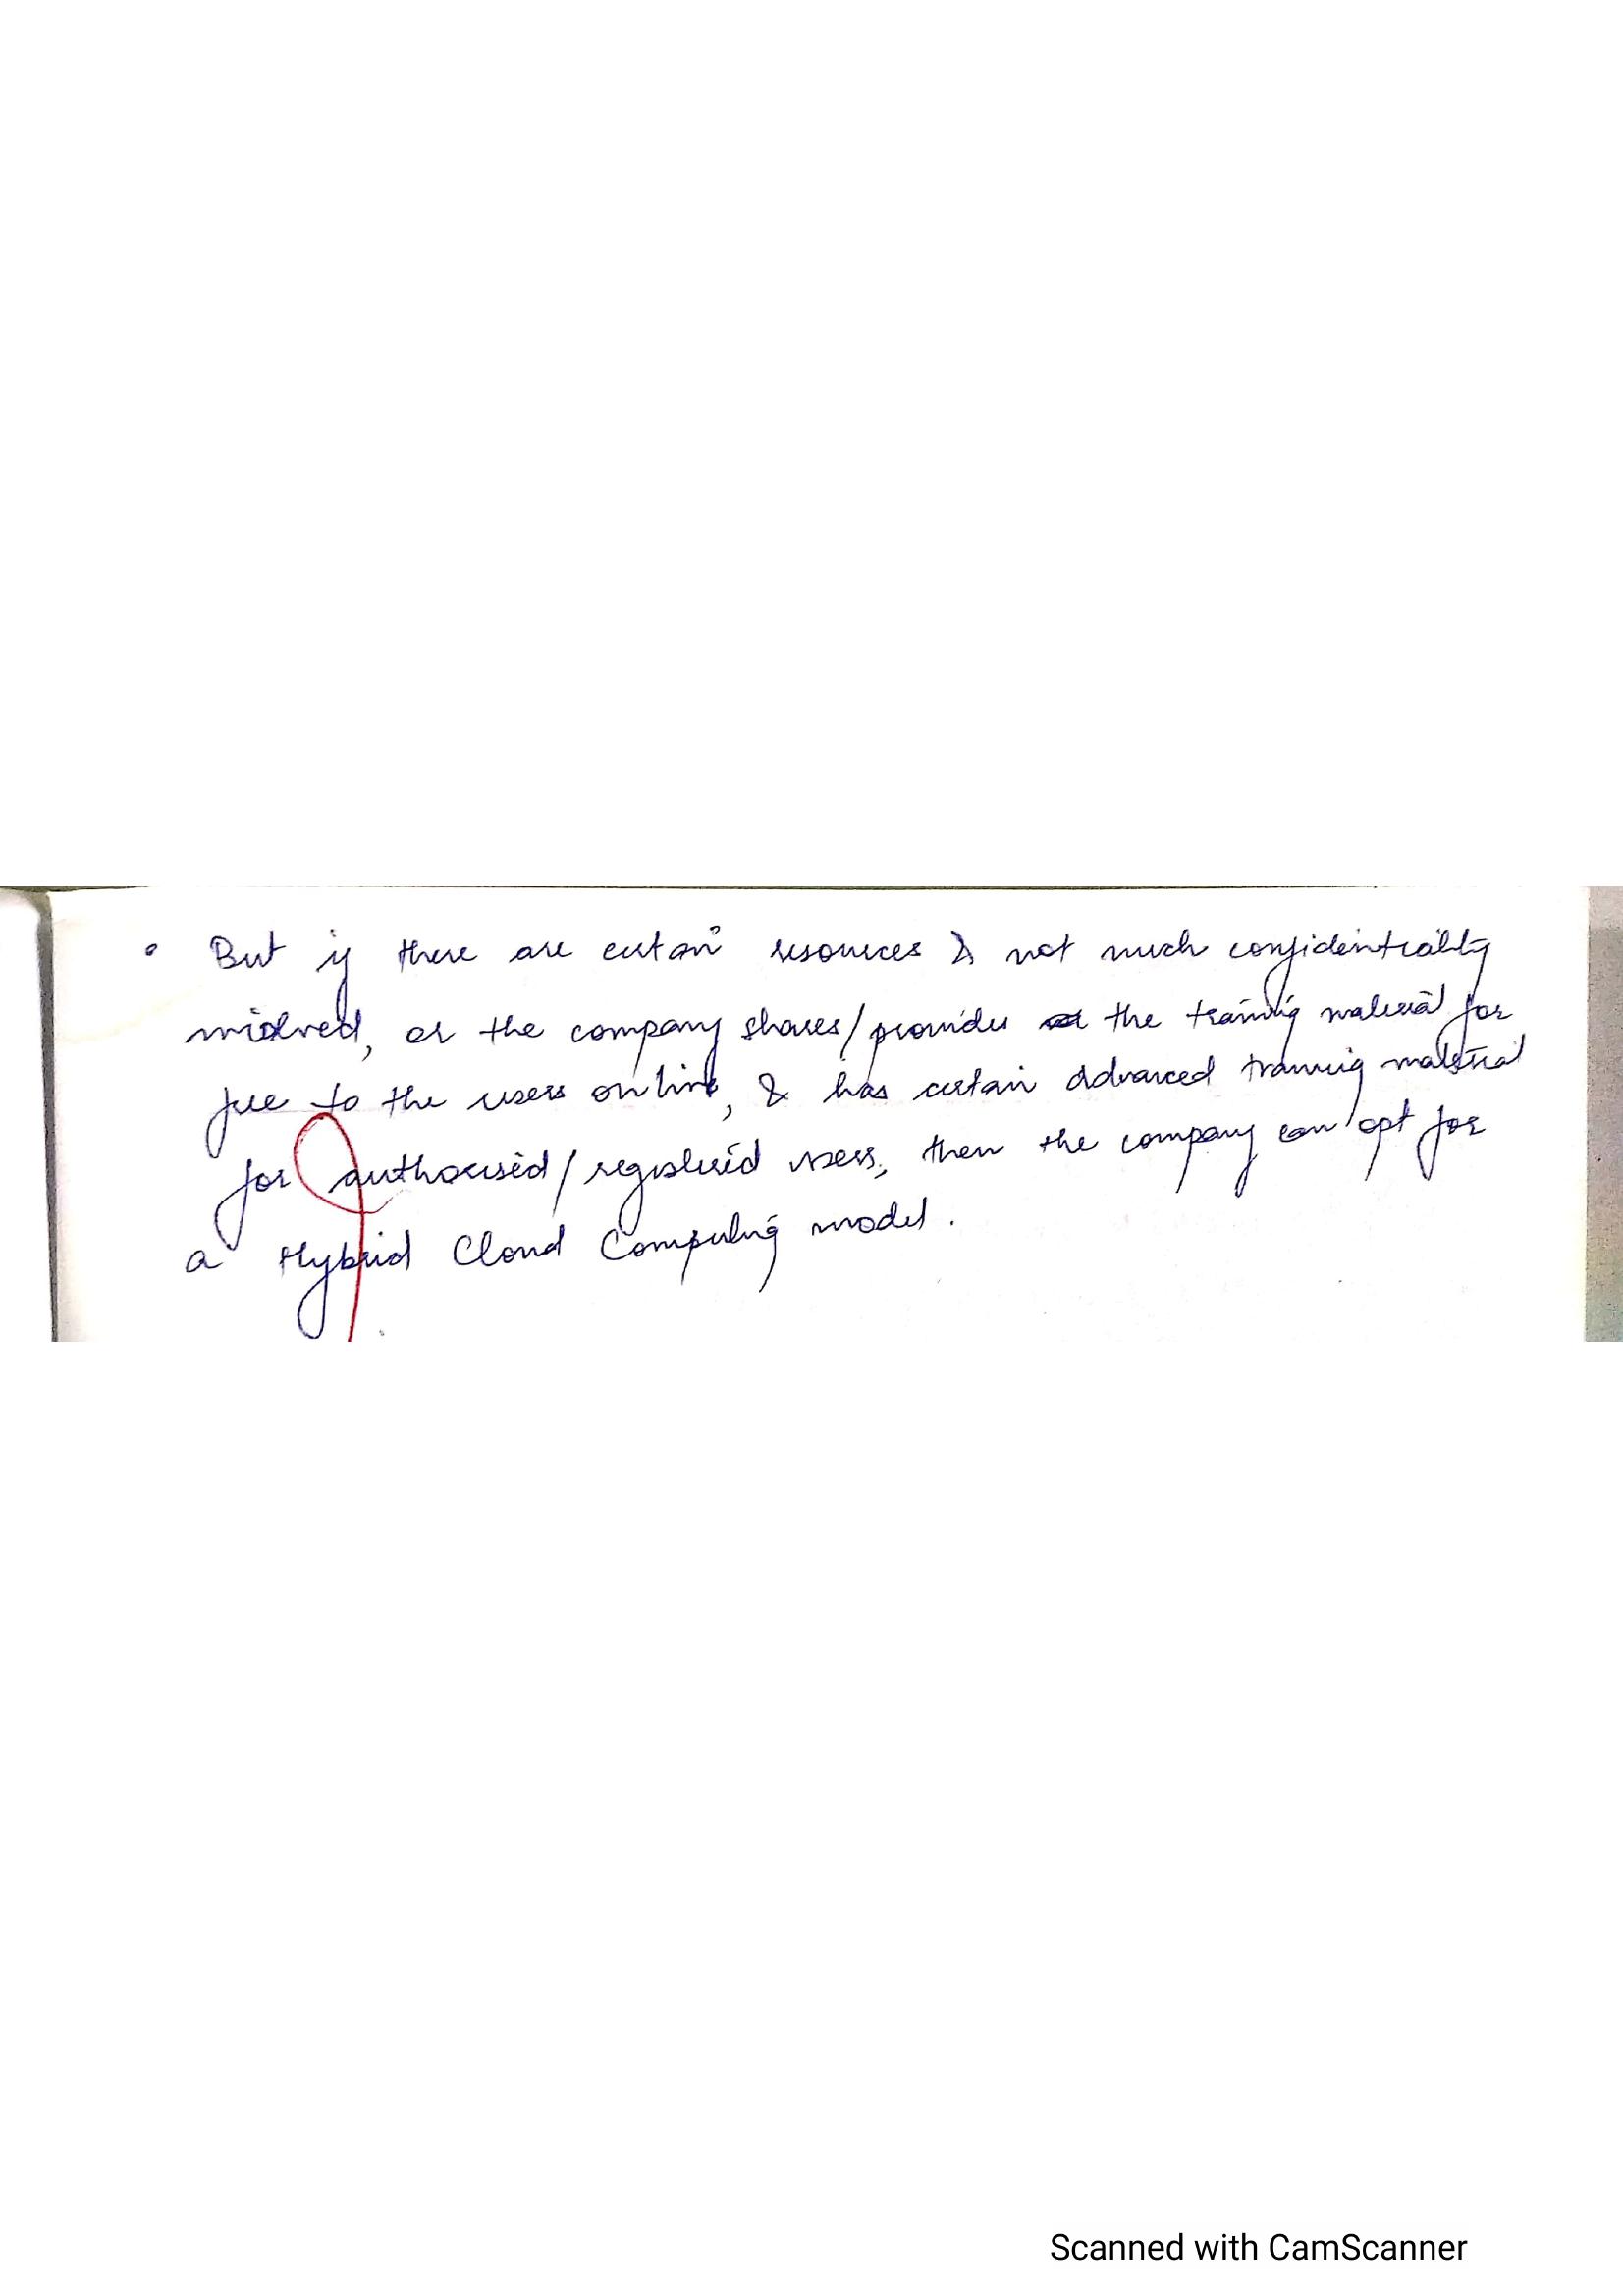 • But if there are certain resources & not much confidentiality
involved, or the company shares/provides the training material for
free to the users online, & has certain advanced training material
for authorised/registered users, then the company can opt for
a Hybrid Cloud Computing model.
Scanned with CamScanner